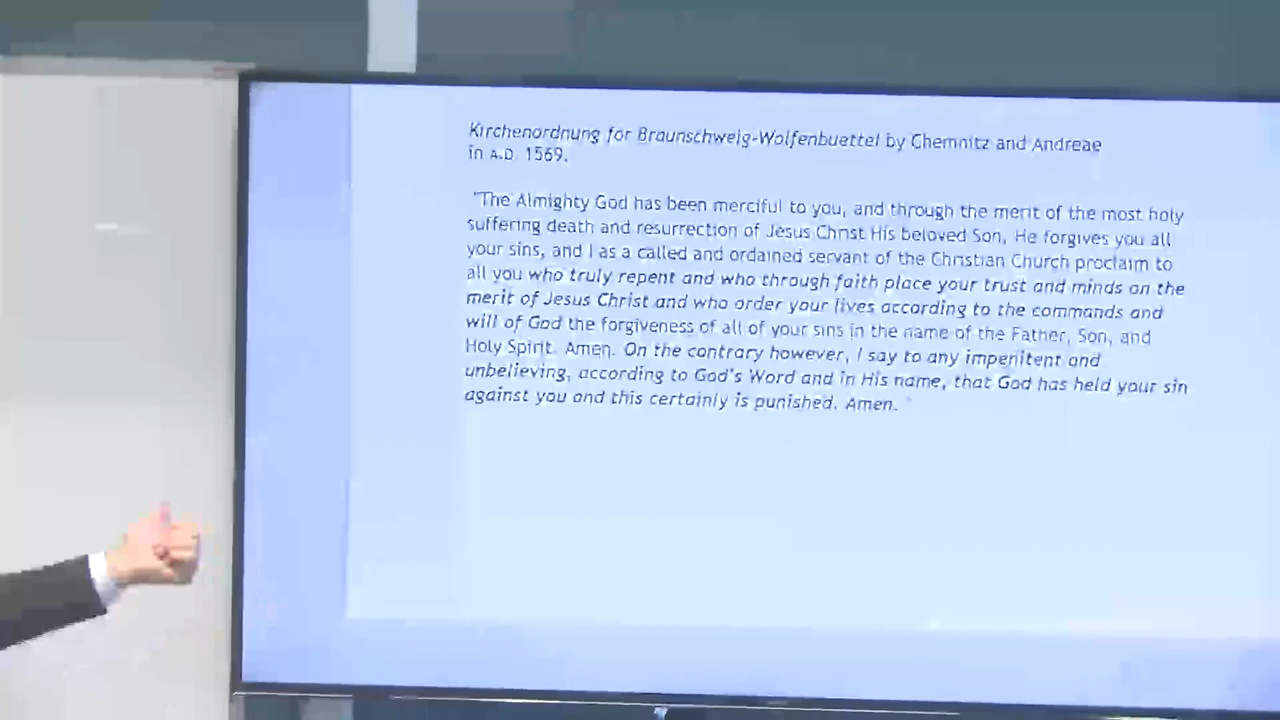 Kirchenordnung for Braunschweig-Wolfenbuettel by Chemnitz and Andreae
in A.D. 1569.
"The Almighty God has been merciful to you, and through the merit of the most holy
suffering death and resurrection of Jesus Christ His beloved Son, He forgives you all
your sins, and I as a called and ordained servant of the Christian Church proclaim to
all you who truly repent and who through faith place your trust and minds on the
merit of Jesus Christ and who order your lives according to the commands and
will of God the forgiveness of all of your sins in the name of the Father, Son, and
Holy Spirit. Amen. On the contrary however, I say to any impenitent and
unbelieving, according to God's Word and in His name, that God has held your sin
against you and this certainly is punished. Amen."